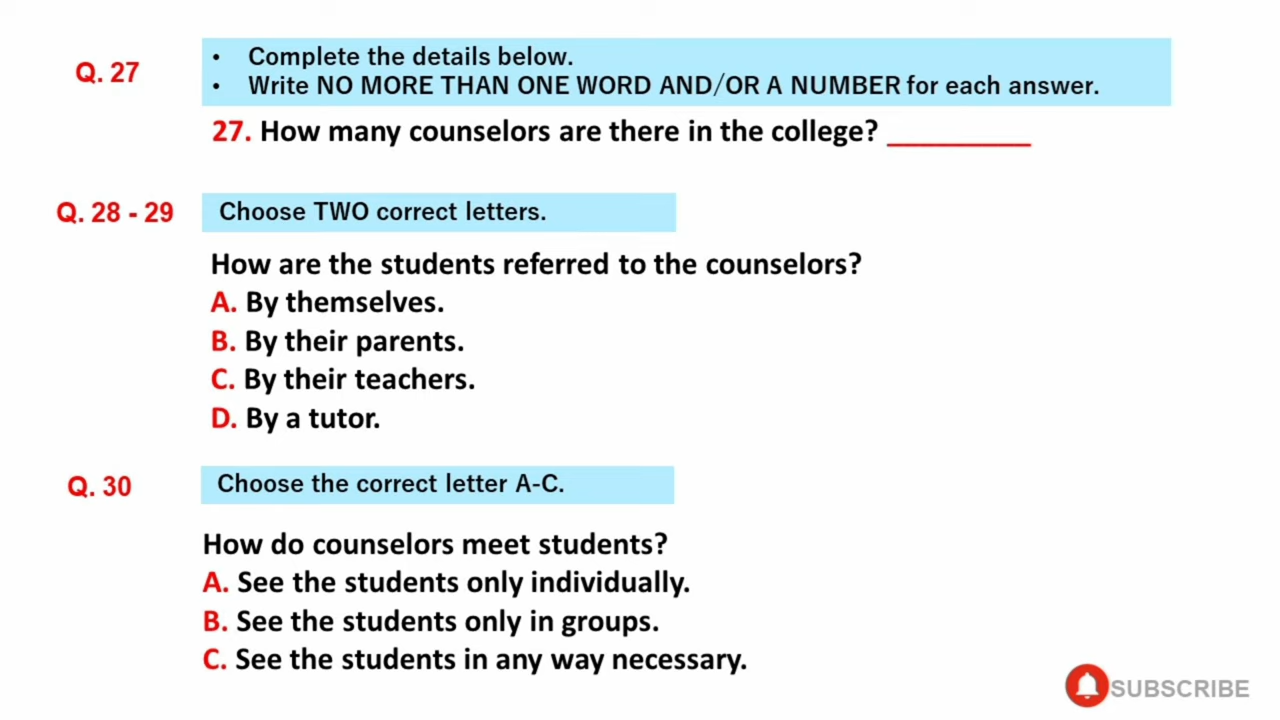 Q. 27
• Complete the details below.
• Write NO MORE THAN ONE WORD AND/OR A NUMBER for each answer.
27. How many counselors are there in the college? _________
Q. 28 - 29
Choose TWO correct letters.
How are the students referred to the counselors?
A. By themselves.
B. By their parents.
C. By their teachers.
D. By a tutor.
Q. 30
Choose the correct letter A-C.
How do counselors meet students?
A. See the students only individually.
B. See the students only in groups.
C. See the students in any way necessary.
SUBSCRIBE